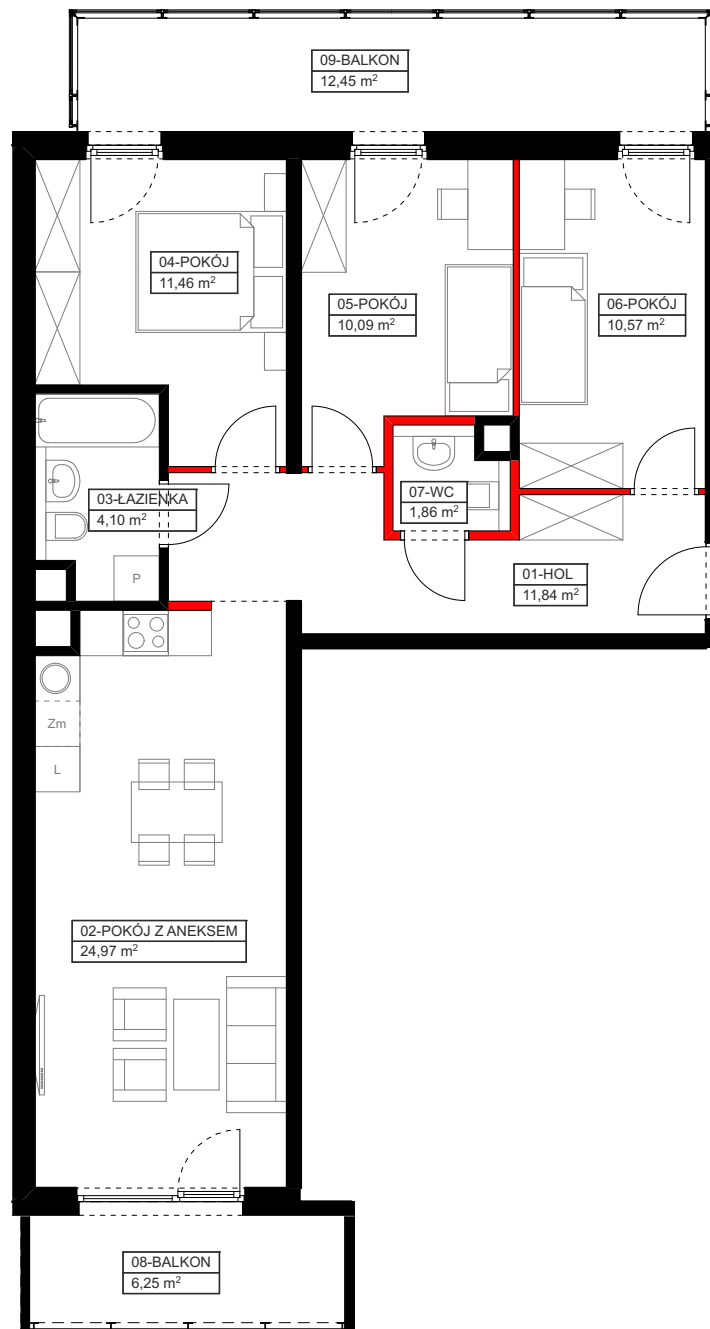 09-BALKON
12,45 m²
04-POKÓJ
11,46 m²
05-POKÓJ
10,09 m²
06-POKÓJ
10,57 m²
03-ŁAZIENKA
4,10 m²
07-WC
1,86 m²
P
01-HOL
11,84 m²
Zm
L
02-POKÓJ Z ANEKSEM
24,97 m²
08-BALKON
6,25 m²